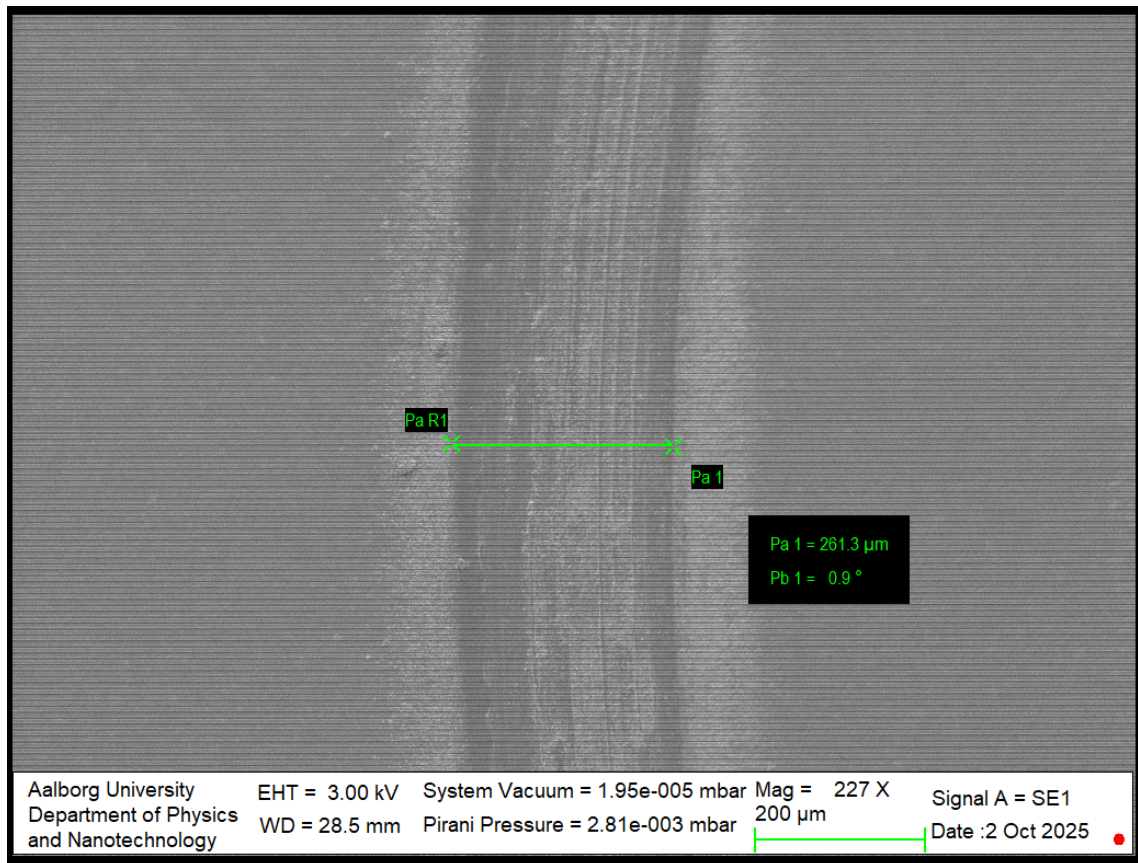 Pa R1
Pa 1
Pa 1 = 261.3 µm
Pb 1 = 0.9 °
Aalborg University
Department of Physics
and Nanotechnology
EHT = 3.00 kV
WD = 28.5 mm
System Vacuum = 1.95e-005 mbar
Pirani Pressure = 2.81e-003 mbar
Mag = 227 X
200 µm
Signal A = SE1
Date :2 Oct 2025